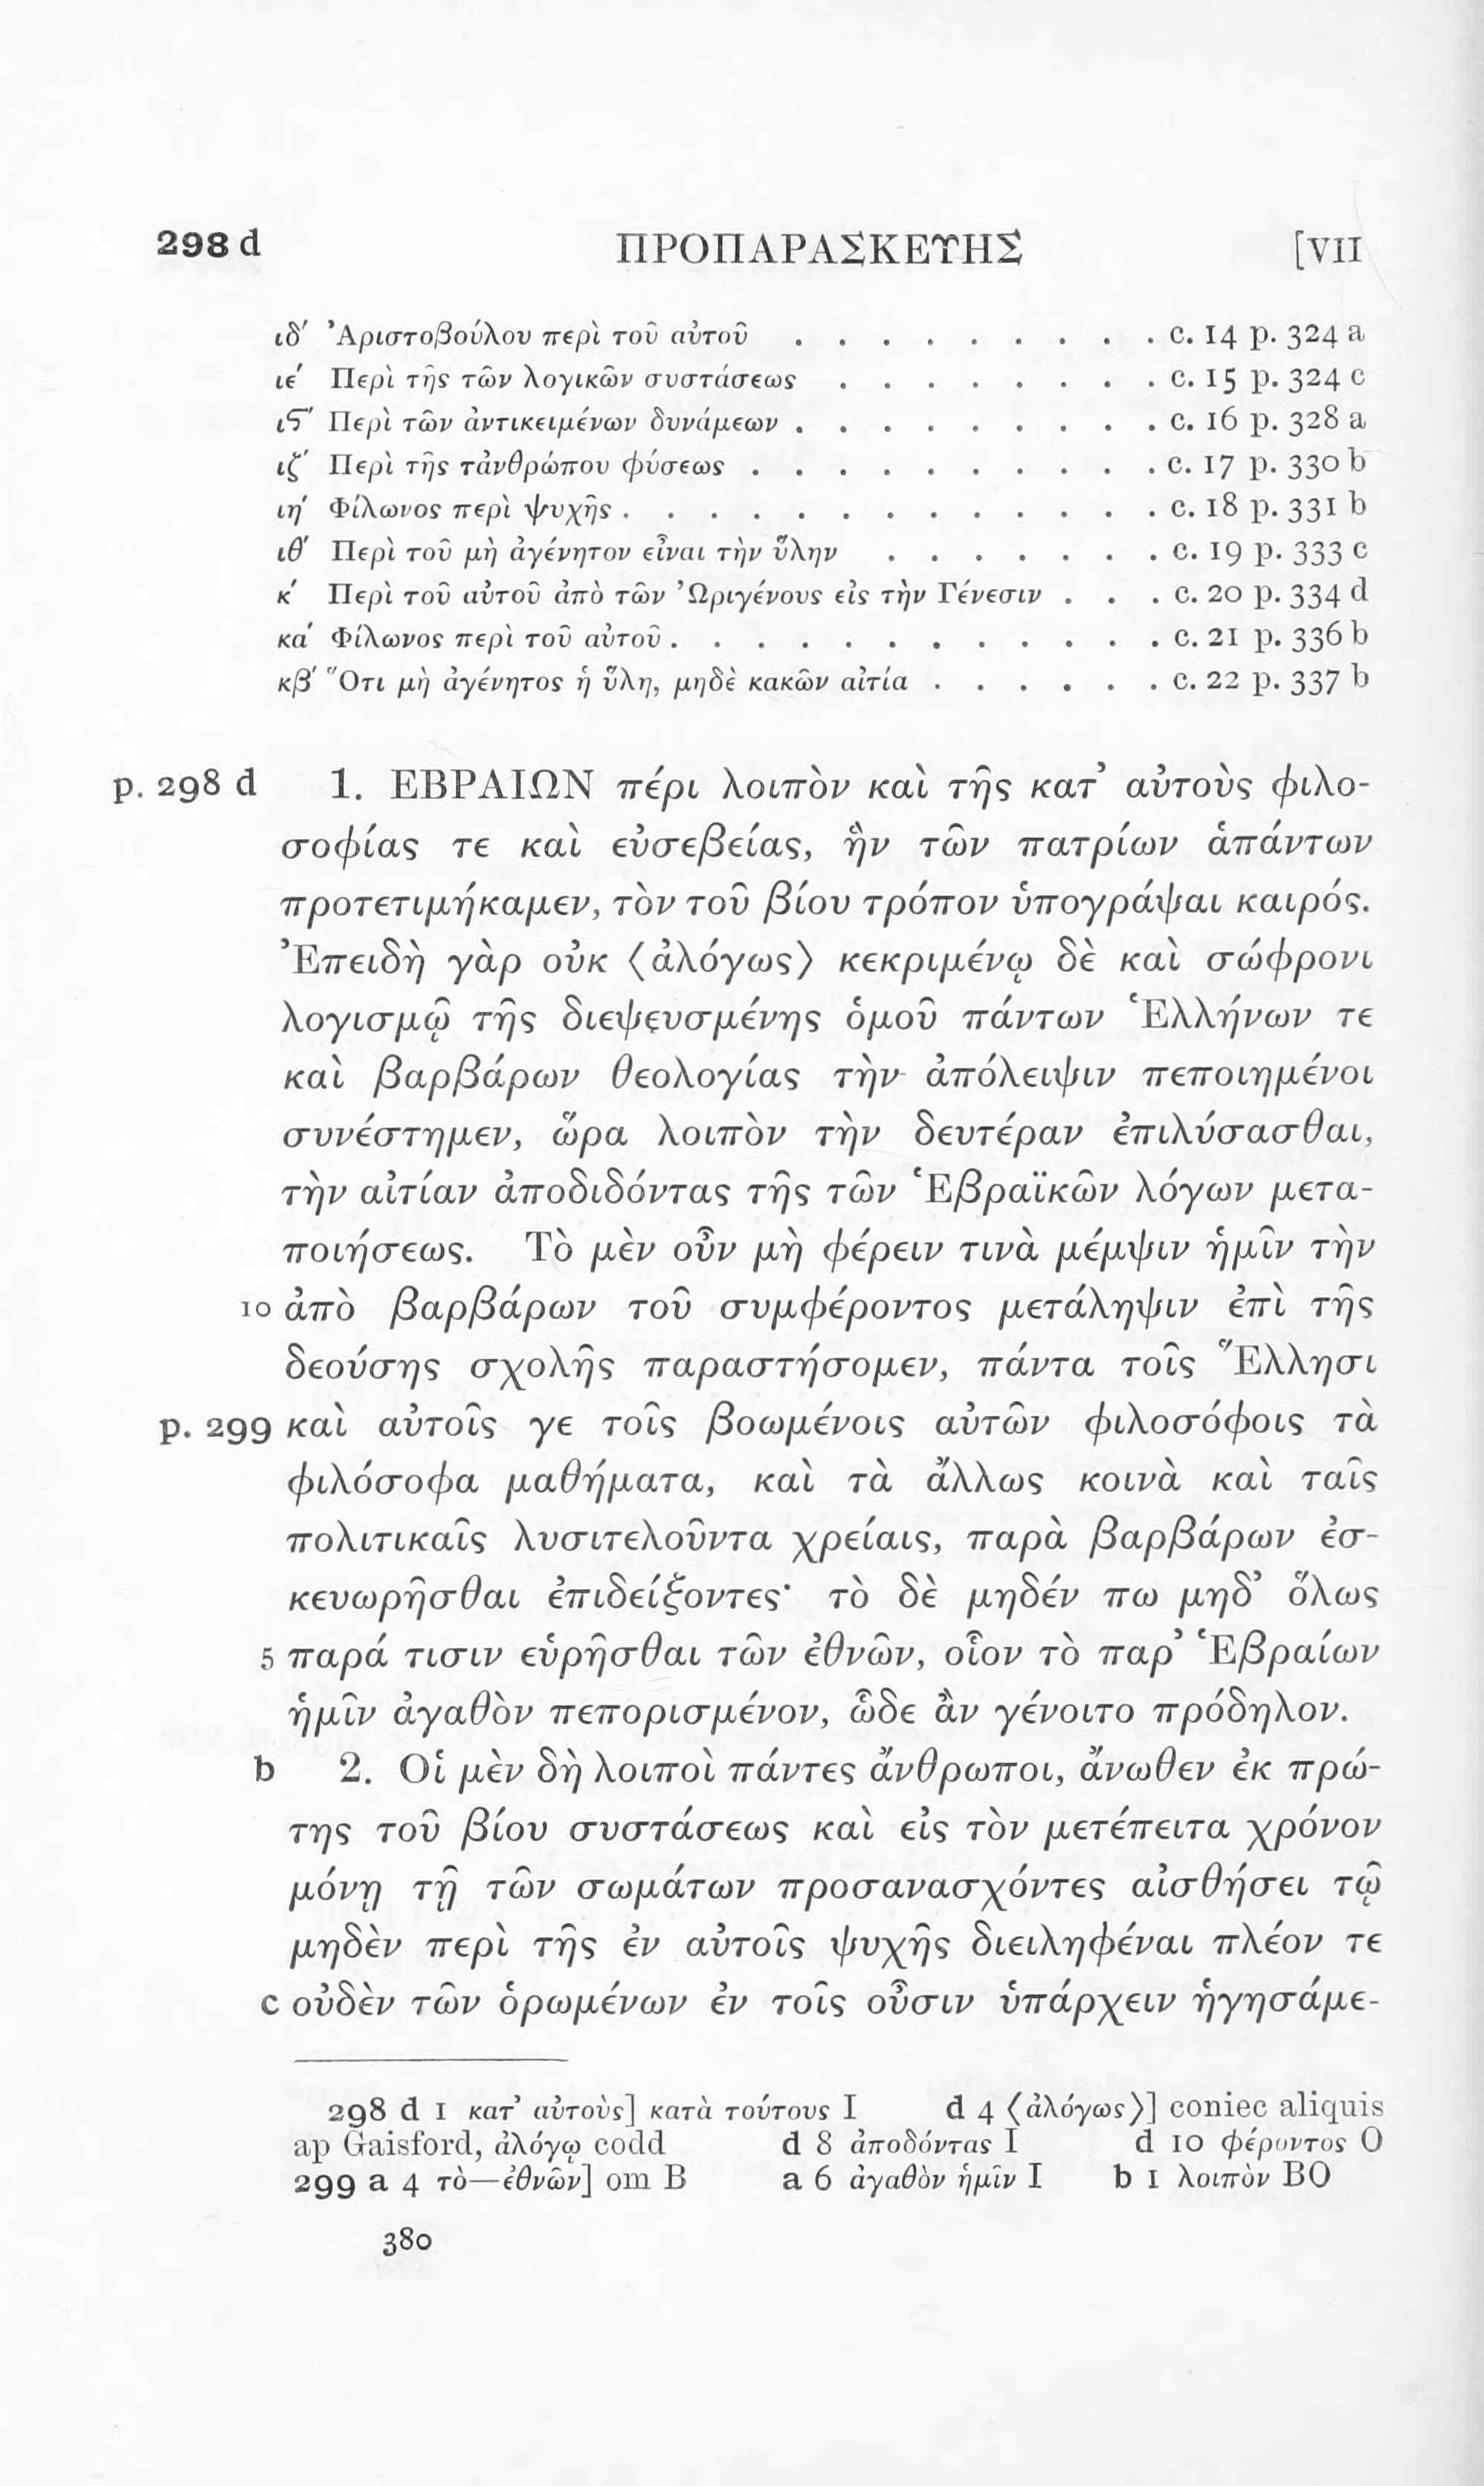 298 d ΠΡΟΠΑΡΑΣΚΕΥΗΣ [VII
ιδ′ Ἀριστοβούλου περὶ τοῦ αὐτοῦ . . . . . . . . . c. 14 p. 324 a
ιε′ Περὶ τῆς τῶν λογικῶν συστάσεως . . . . . . . . c. 15 p. 324 c
ιϛ′ Περὶ τῶν ἀντικειμένων δυνάμεων . . . . . . . . . c. 16 p. 328 a
ιζ′ Περὶ τῆς τἀνθρώπου φύσεως . . . . . . . . . . c. 17 p. 330 b
ιη′ Φίλωνος περὶ ψυχῆς . . . . . . . . . . . . . c. 18 p. 331 b
ιθ′ Περὶ τοῦ μὴ ἀγένητον εἶναι τὴν ὕλην . . . . . . . c. 19 p. 333 c
κ′ Περὶ τοῦ αὐτοῦ ἀπὸ τῶν Ὠριγένους εἰς τὴν Γένεσιν . . . c. 20 p. 334 d
κα′ Φίλωνος περὶ τοῦ αὐτοῦ . . . . . . . . . . . . c. 21 p. 336 b
κβ′ Ὅτι μὴ ἀγένητος ἡ ὕλη, μηδὲ κακῶν αἰτία . . . . . . c. 22 p. 337 b
p. 298 d 1. ΕΒΡΑΙΩΝ πέρι λοιπὸν καὶ τῆς κατ’ αὐτοὺς φιλο-
σοφίας τε καὶ εὐσεβείας, ἣν τῶν πατρίων ἁπάντων
προτετιμήκαμεν, τὸν τοῦ βίου τρόπον ὑπογράψαι καιρός.
Ἐπειδὴ γὰρ οὐκ ⟨ἀλόγως⟩ κεκριμένῳ δὲ καὶ σώφρονι
λογισμῷ τῆς διεψευσμένης ὁμοῦ πάντων Ἑλλήνων τε
καὶ βαρβάρων θεολογίας τὴν ἀπόλειψιν πεποιημένοι
συνέστημεν, ὥρα λοιπὸν τὴν δευτέραν ἐπιλύσασθαι,
τὴν αἰτίαν ἀποδιδόντας τῆς τῶν Ἑβραϊκῶν λόγων μετα-
ποιήσεως. Τὸ μὲν οὖν μὴ φέρειν τινὰ μέμψιν ἡμῖν τὴν
10 ἀπὸ βαρβάρων τοῦ συμφέροντος μετάληψιν ἐπὶ τῆς
δεούσης σχολῆς παραστήσομεν, πάντα τοῖς Ἕλλησι
p. 299 καὶ αὐτοῖς γε τοῖς βοωμένοις αὐτῶν φιλοσόφοις τὰ
φιλόσοφα μαθήματα, καὶ τὰ ἄλλως κοινὰ καὶ ταῖς
πολιτικαῖς λυσιτελοῦντα χρείαις, παρὰ βαρβάρων ἐσ-
κευωρῆσθαι ἐπιδείξοντες· τὸ δὲ μηδέν πω μηδ’ ὅλως
5 παρά τισιν εὑρῆσθαι τῶν ἐθνῶν, οἷον τὸ παρ’ Ἑβραίων
ἡμῖν ἀγαθὸν πεπορισμένον, ὧδε ἂν γένοιτο πρόδηλον.
b 2. Οἱ μὲν δὴ λοιποὶ πάντες ἄνθρωποι, ἄνωθεν ἐκ πρώ-
της τοῦ βίου συστάσεως καὶ εἰς τὸν μετέπειτα χρόνον
μόνῃ τῇ τῶν σωμάτων προσανασχόντες αἰσθήσει τῷ
μηδὲν περὶ τῆς ἐν αὐτοῖς ψυχῆς διειληφέναι πλέον τε
c οὐδὲν τῶν ὁρωμένων ἐν τοῖς οὖσιν ὑπάρχειν ἡγησάμε-
298 d 1 κατ’ αὐτοὺς] κατὰ τούτους I d 4 ⟨ἀλόγως⟩] coniec aliquis
ap Gaisford, ἀλόγῳ codd d 8 ἀποδόντας I d 10 φέροντος O
299 a 4 τὸ—ἐθνῶν] om B a 6 ἀγαθὸν ἡμῖν I b 1 λοιπὸν BO
380